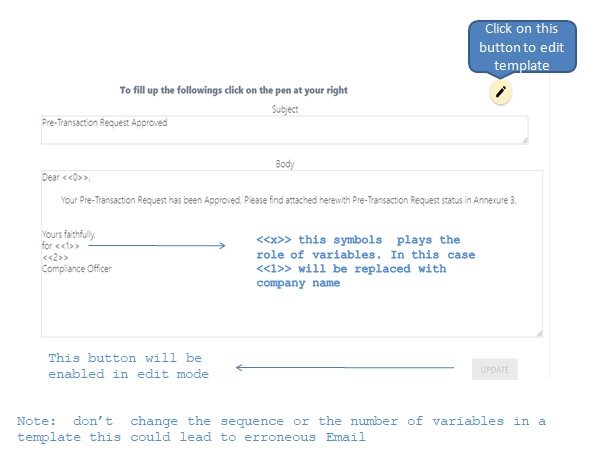 Click on this
button to edit
template
To fill up the followings click on the pen at your right
Subject
Pre-Transaction Request Approved
Body
Dear <<0>>,
Your Pre-Transaction Request has been Approved. Please find attached herewith Pre-Transaction Request status in Annexure 3.
Yours faithfully,
for <<1>>
<<2>>
Compliance Officer
<<x>> this symbols  plays the
role of variables. In this case
<<1>> will be replaced with
company name
This button will be
enabled in edit mode
UPDATE
Note:  don’t  change the sequence or the number of variables in a
template this could lead to erroneous Email